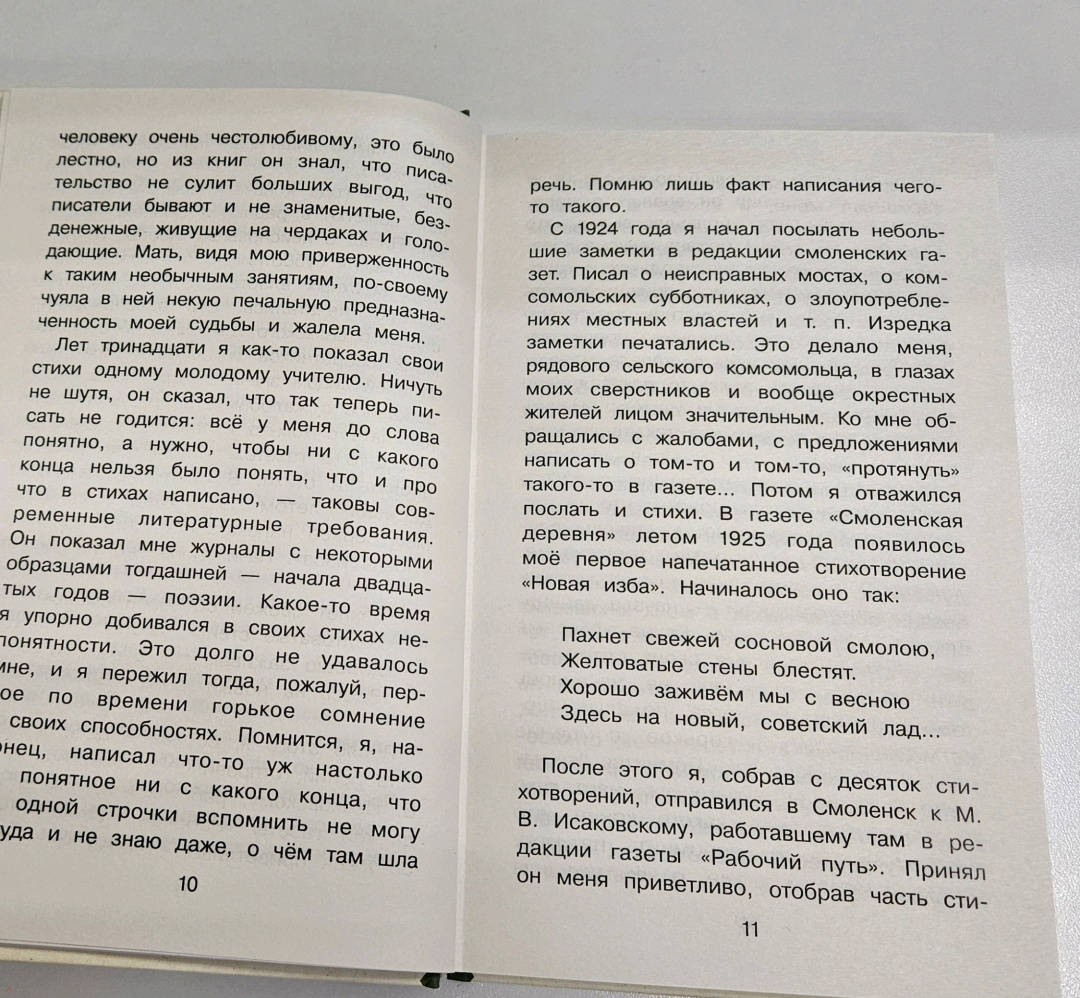 человеку очень честолюбивому, это было
лестно, но из книг он знал, что писа-
тельство не сулит больших выгод, что
писатели бывают и не знаменитые, без-
денежные, живущие на чердаках и голо-
дающие. Мать, видя мою приверженность
к таким необычным занятиям, по-своему
чуяла в ней некую печальную предназна-
ченность моей судьбы и жалела меня.
Лет тринадцати я как-то показал свои
стихи одному молодому учителю. Ничуть
не шутя, он сказал, что так теперь пи-
сать не годится: всё у меня до слова
понятно, а нужно, чтобы ни с какого
конца нельзя было понять, что и про
что в стихах написано, — таковы сов-
ременные литературные требования.
Он показал мне журналы с некоторыми
образцами тогдашней — начала двадца-
тых годов — поэзии. Какое-то время
я упорно добивался в своих стихах не-
понятности. Это долго не удавалось
мне, и я пережил тогда, пожалуй, пер-
ое по времени горькое сомнение
своих способностях. Помнится, я, на-
онец, написал что-то уж настолько
понятное ни с какого конца, что
одной строчки вспомнить не могу
уда и не знаю даже, о чём там шла
10
речь. Помню лишь факт написания чего-
то такого.
С 1924 года я начал посылать неболь-
шие заметки в редакции смоленских га-
зет. Писал о неисправных мостах, о ком-
сомольских субботниках, о злоупотребле-
ниях местных властей и т. п. Изредка
заметки печатались. Это делало меня,
рядового сельского комсомольца, в глазах
моих сверстников и вообще окрестных
жителей лицом значительным. Ко мне об-
ращались с жалобами, с предложениями
написать о том-то и том-то, «протянуть»
такого-то в газете... Потом я отважился
послать и стихи. В газете «Смоленская
деревня» летом 1925 года появилось
моё первое напечатанное стихотворение
«Новая изба». Начиналось оно так:
Пахнет свежей сосновой смолою,
Желтоватые стены блестят.
Хорошо заживём мы с весною
Здесь на новый, советский лад...
После этого я, собрав с десяток сти-
хотворений, отправился в Смоленск к М.
В. Исаковскому, работавшему там в ре-
дакции газеты «Рабочий путь». Принял
он меня приветливо, отобрав часть сти-
11